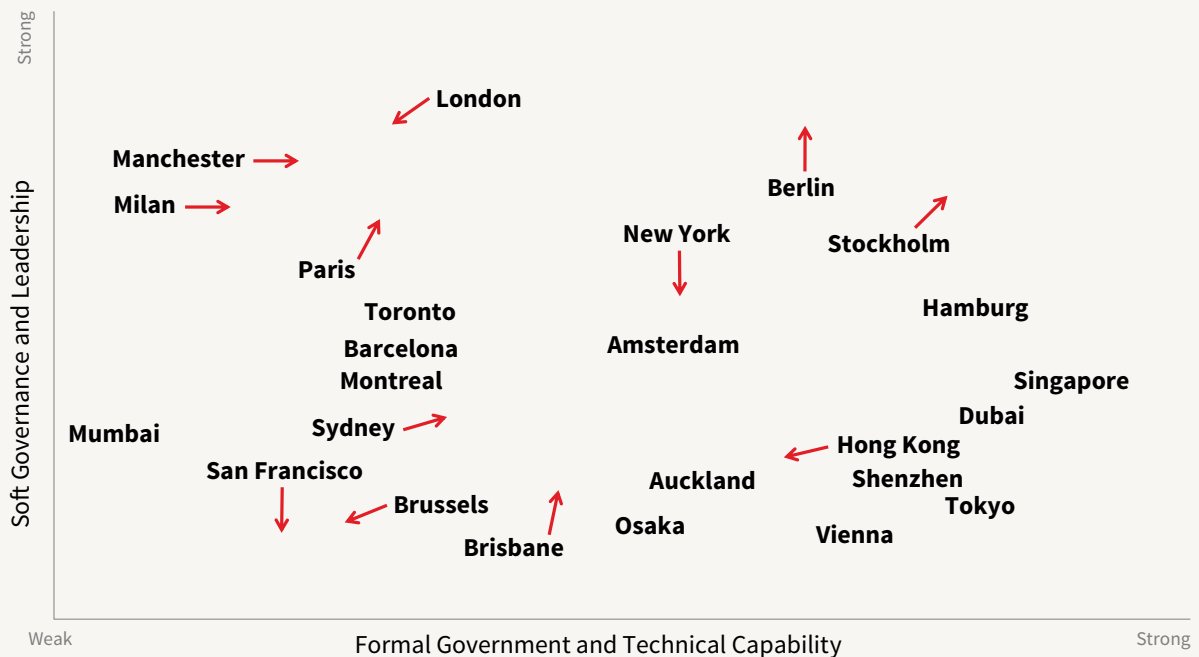 Strong
Soft Governance and Leadership
London
Manchester
Berlin
Milan
New York
Stockholm
Paris
Hamburg
Toronto
Amsterdam
Barcelona
Montreal
Singapore
Dubai
Sydney
Mumbai
Hong Kong
San Francisco
Auckland
Shenzhen
Brussels
Tokyo
Osaka
Vienna
Brisbane
Weak
Formal Government and Technical Capability
Strong